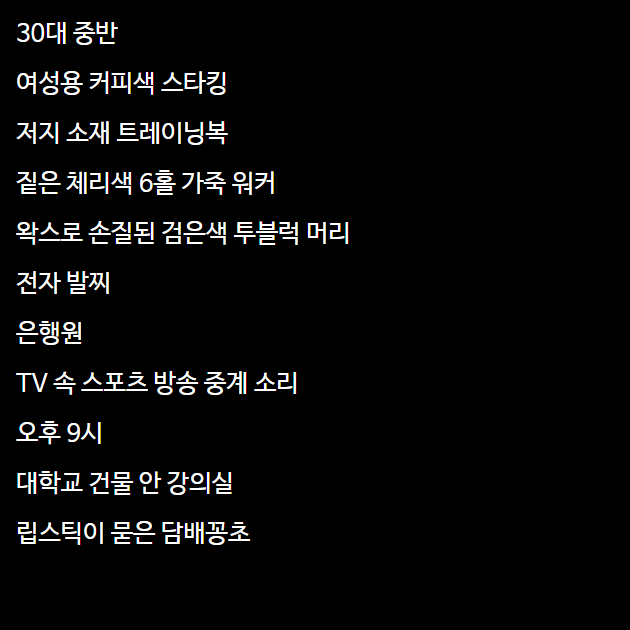 30대 중반
여성용 커피색 스타킹
저지 소재 트레이닝복
짙은 체리색 6홀 가죽 워커
왁스로 손질된 검은색 투블럭 머리
전자 발찌
은행원
TV 속 스포츠 방송 중계 소리
오후 9시
대학교 건물 안 강의실
립스틱이 묻은 담배꽁초